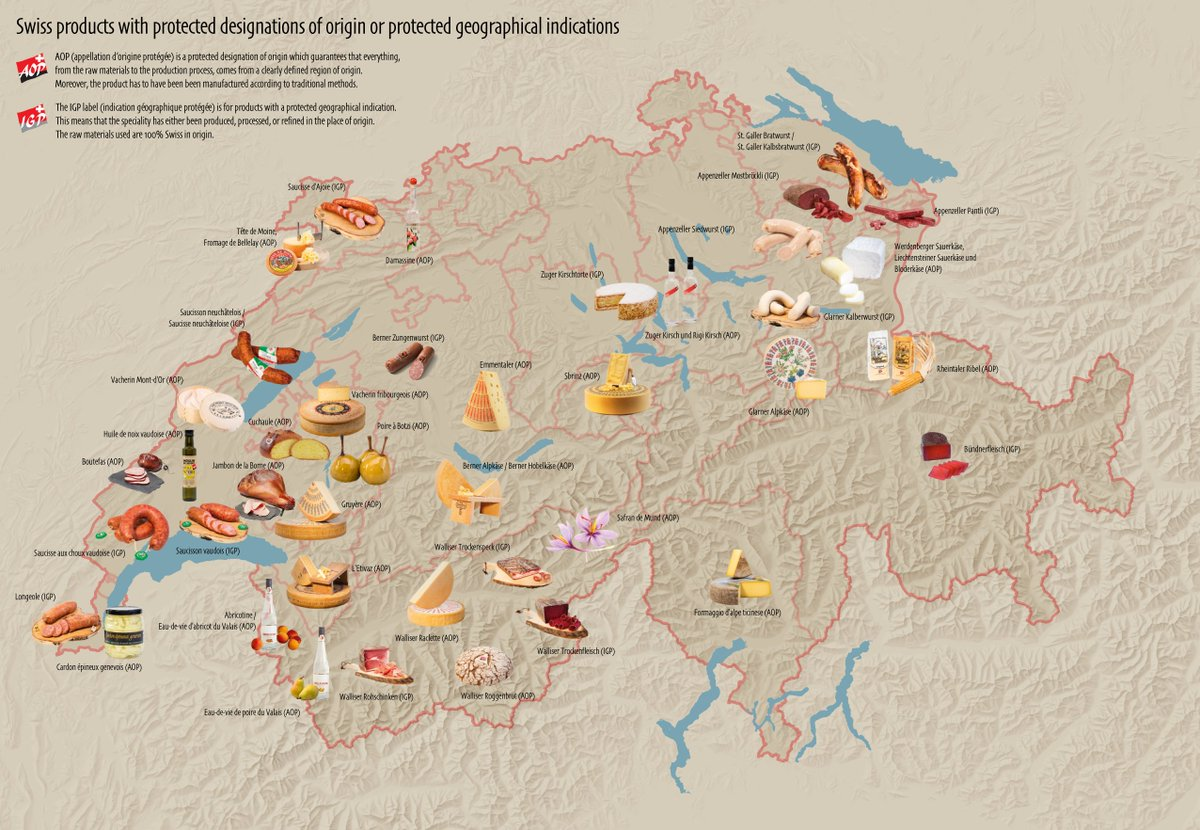 Swiss products with protected designations of origin or protected geographical indications
AOP
AOP (appellation d'origine protégée) is a protected designation of origin which guarantees that everything,
from the raw materials to the production process, comes from a clearly defined region of origin.
Moreover, the product has to have been been manufactured according to traditional methods.
IGP
The IGP label (indication géographique protégée) is for products with a protected geographical indication.
This means that the speciality has either been produced, processed, or refined in the place of origin.
The raw materials used are 100% Swiss in origin.
St. Galler Bratwurst /
St. Galler Kalbsbratwurst (IGP)
Appenzeller Mostbröckli (IGP)
Saucisse d'Ajoie (IGP)
Appenzeller Pantli (IGP)
Tête de Moine,
Fromage de Bellelay (AOP)
Damassine (AOP)
Appenzeller Siedwurst (IGP)
Werdenberger Sauerkäse,
Liechtensteiner Sauerkäse und
Bloderkäse (AOP)
Zuger Kirschtorte (IGP)
Glarner Kalberwurst (IGP)
Saucisson neuchâtelois /
Saucisse neuchâteloise (IGP)
Berner Zungenwurst (IGP)
Zuger Kirsch und Rigi Kirsch (AOP)
Emmentaler (AOP)
Sbrinz (AOP)
Rheintaler Ribel (AOP)
Vacherin Mont-d'Or (AOP)
Vacherin fribourgeois (AOP)
Glarner Alpkäse (AOP)
Cuchaule (AOP)
Poire à Botzi (AOP)
Huile de noix vaudoise (AOP)
Bündnerfleisch (IGP)
Boutefas (AOP)
Jambon de la Borne (AOP)
Berner Alpkäse / Berner Hobelkäse (AOP)
Gruyère (AOP)
Safran de Mund (AOP)
Saucisse aux choux vaudoise (IGP)
Saucisson vaudois (IGP)
Walliser Trockenspeck (IGP)
L'Etivaz (AOP)
Longeole (IGP)
Formaggio d'alpe ticinese (AOP)
Abricotine /
Eau-de-vie d'abricot du Valais (AOP)
Walliser Raclette (AOP)
Walliser Trockenfleisch (IGP)
Cardon épineux genevois (AOP)
Walliser Rohschinken (IGP)
Walliser Roggenbrot (AOP)
Eau-de-vie de poire du Valais (AOP)